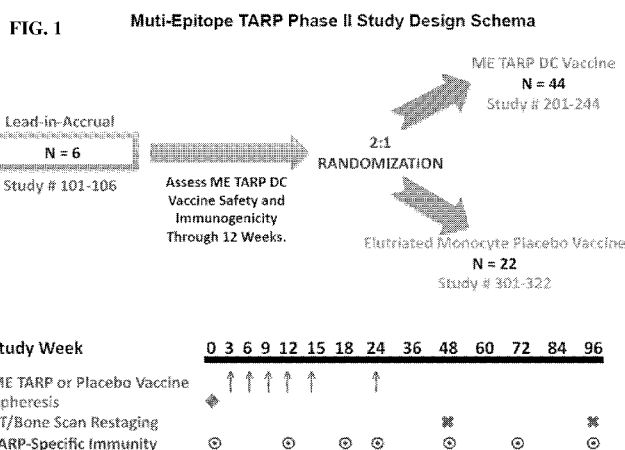 FIG. 1
Muti-Epitope TARP Phase II Study Design Schema
Lead-in-Accrual
N = 6
Study # 101-106
Assess ME TARP DC
Vaccine Safety and
Immunogenicity
Through 12 Weeks.
2:1
RANDOMIZATION
ME TARP DC Vaccine
N = 44
Study # 201-244
Elutriated Monocyte Placebo Vaccine
N = 22
Study # 301-322
tudy Week 0 3 6 9 12 15 18 24 36 48 60 72 84 96
ME TARP or Placebo Vaccine
pheresis
T/Bone Scan Restaging
ARP-Specific Immunity